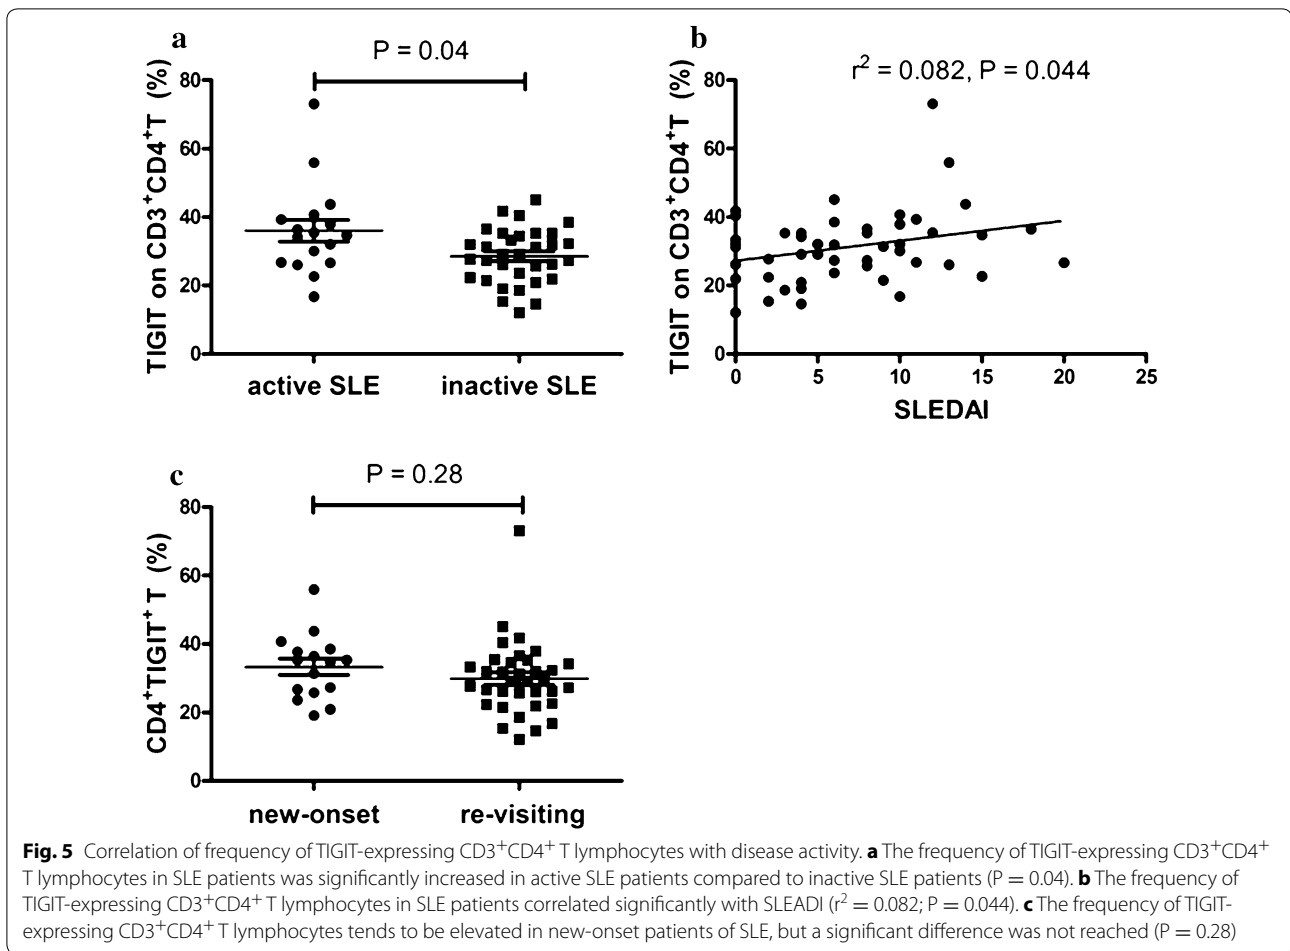 a
P = 0.04
TIGIT on CD3⁺CD4⁺T (%)
80
60
40
20
0
active SLE
inactive SLE
b
r² = 0.082, P = 0.044
TIGIT on CD3⁺CD4⁺T (%)
80
60
40
20
0
0 5 10 15 20 25
SLEDAI
c
P = 0.28
CD4⁺TIGIT⁺ T (%)
80
60
40
20
0
new-onset
re-visiting
Fig. 5 Correlation of frequency of TIGIT-expressing CD3⁺CD4⁺ T lymphocytes with disease activity. a The frequency of TIGIT-expressing CD3⁺CD4⁺
T lymphocytes in SLE patients was significantly increased in active SLE patients compared to inactive SLE patients (P = 0.04). b The frequency of
TIGIT-expressing CD3⁺CD4⁺ T lymphocytes in SLE patients correlated significantly with SLEADI (r² = 0.082; P = 0.044). c The frequency of TIGIT-
expressing CD3⁺CD4⁺ T lymphocytes tends to be elevated in new-onset patients of SLE, but a significant difference was not reached (P = 0.28)